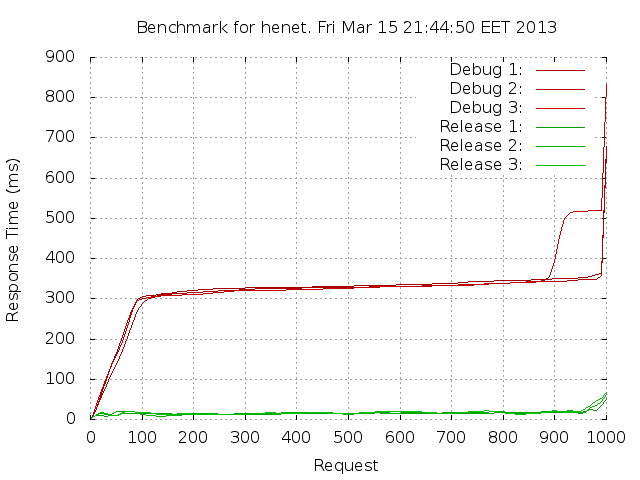 Benchmark for henet. Fri Mar 15 21:44:50 EET 2013
900
800
700
600
500
400
300
200
100
0
Response Time (ms)
Debug 1:
Debug 2:
Debug 3:
Release 1:
Release 2:
Release 3:
0 100 200 300 400 500 600 700 800 900 1000
Request